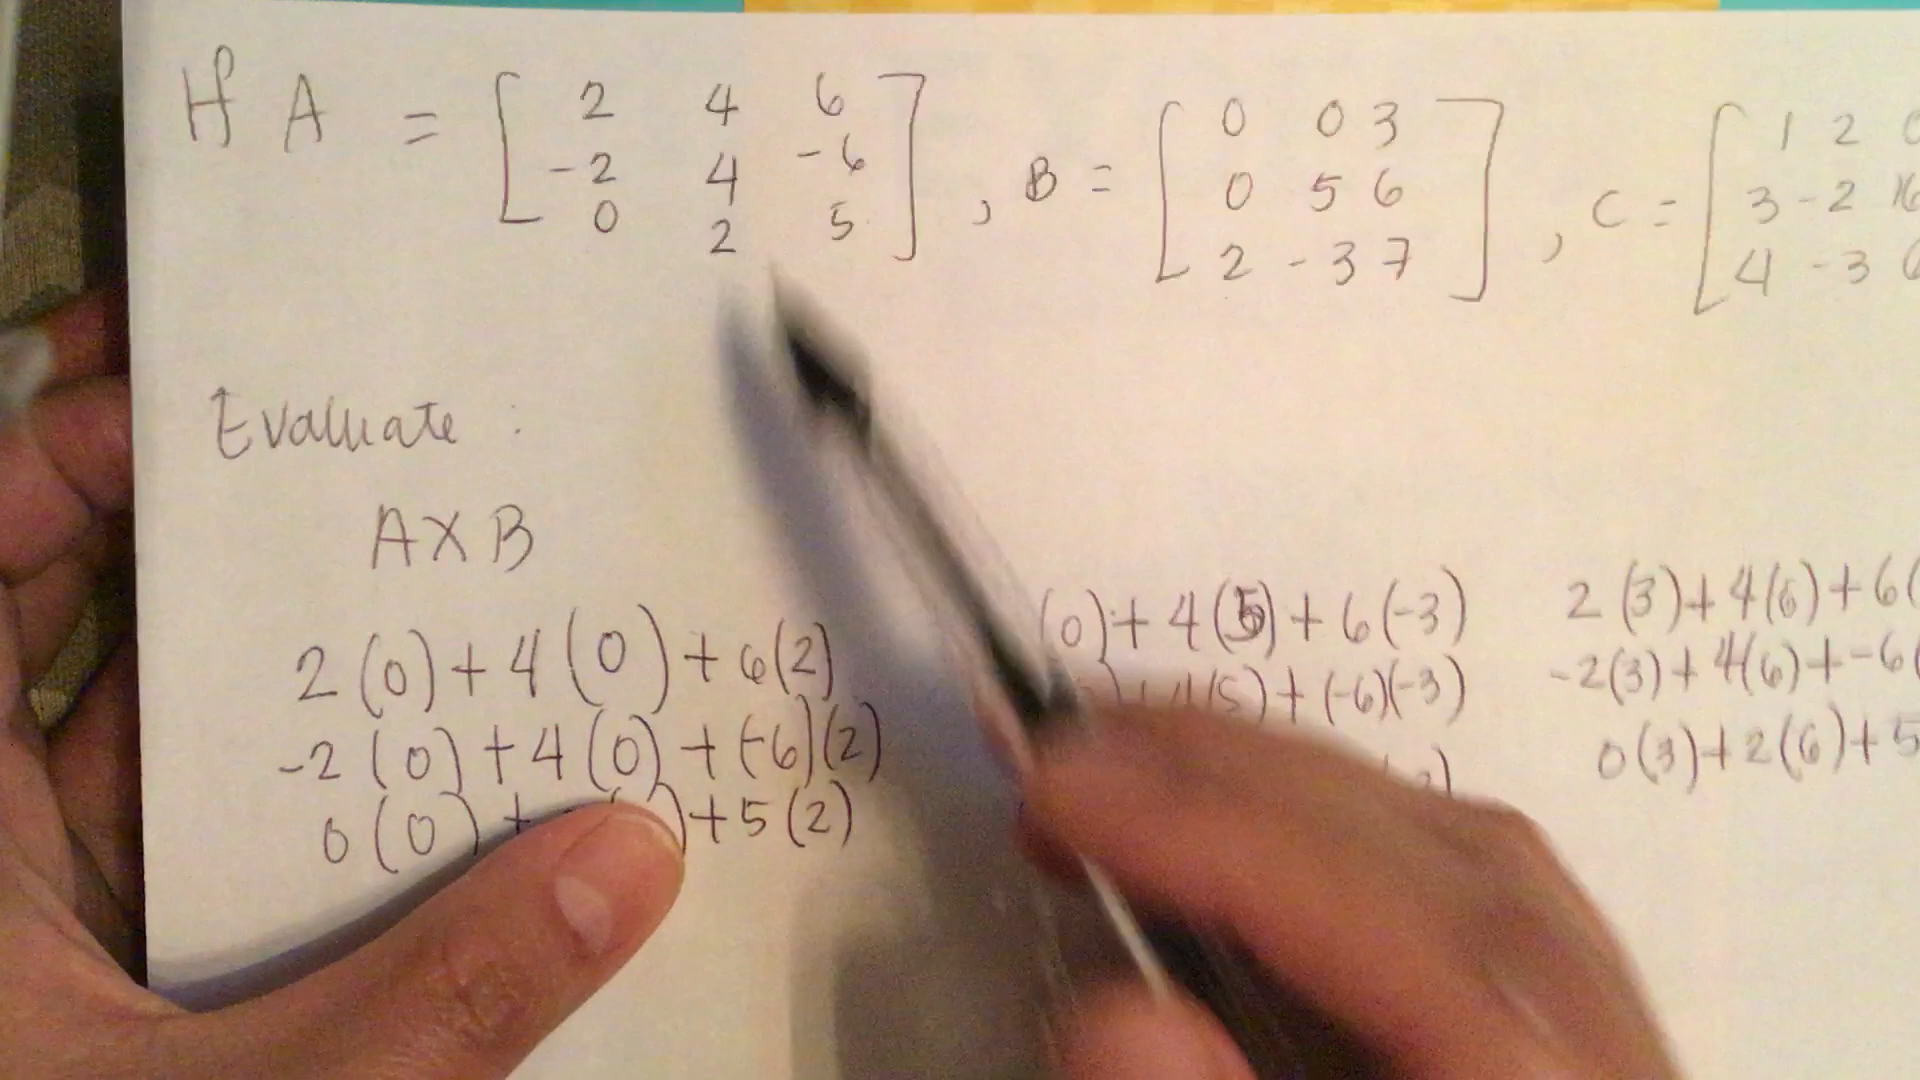 If A = [ 2 4 6 ] , B = [ 0 0 3 ] , C = [ 1 2
-2 4 -6 0 5 6 3 -2 16
0 2 5 2 -3 7 4 -3
Evaluate :
A X B
2 (0) + 4 (0) + 6 (2) (0) + 4 (5) + 6 (-3) 2 (3) + 4(6) + 6(
-2 (0) + 4 (0) + (-6)(2) ) + 4(5) + (-6)(-3) -2(3) + 4(6) + -6(
0 (0) + ) + 5 (2) 0(3) + 2(6) + 5